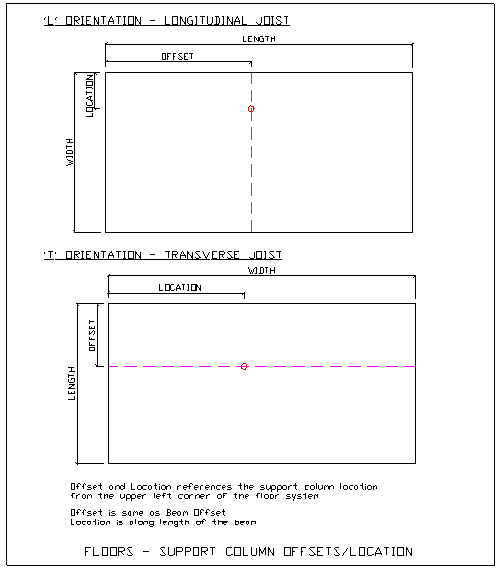 'L' ORIENTATION - LONGITUDINAL JOIST
LENGTH
OFFSET
LOCATION
WIDTH
'T' ORIENTATION - TRANSVERSE JOIST
WIDTH
LOCATION
OFFSET
LENGTH
Offset and Location references the support column location
from the upper left corner of the floor system
Offset is same as Beam Offset
Location is along length of the beam
FLOORS - SUPPORT COLUMN OFFSETS/LOCATION